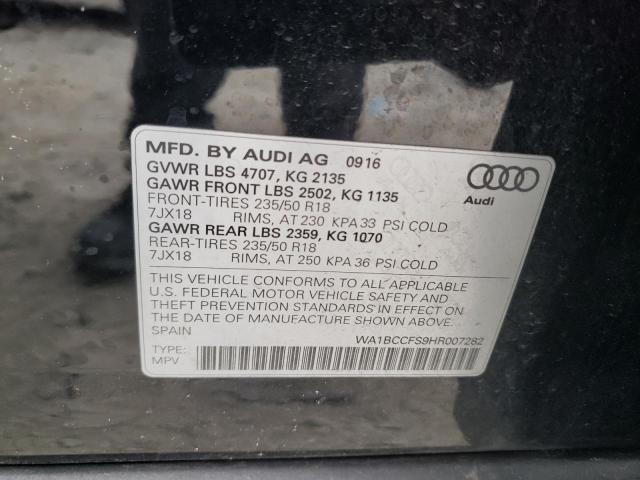 MFD. BY AUDI AG 0916
GVWR LBS 4707, KG 2135
GAWR FRONT LBS 2502, KG 1135
FRONT-TIRES 235/50 R18
7JX18 RIMS, AT 230 KPA 33 PSI COLD
GAWR REAR LBS 2359, KG 1070
REAR-TIRES 235/50 R18
7JX18 RIMS, AT 250 KPA 36 PSI COLD
Audi
THIS VEHICLE CONFORMS TO ALL APPLICABLE
U.S. FEDERAL MOTOR VEHICLE SAFETY AND
THEFT PREVENTION STANDARDS IN EFFECT ON
THE DATE OF MANUFACTURE SHOWN ABOVE.
SPAIN
WA1BCCFS9HR007282
TYPE:
MPV